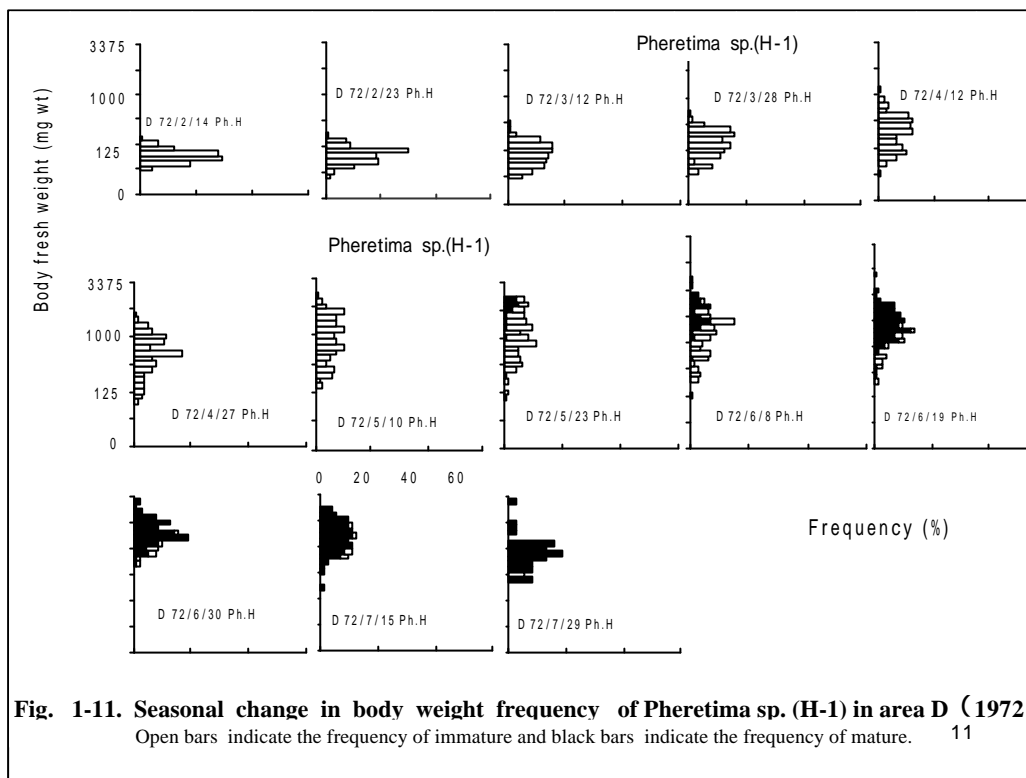 Pheretima sp.(H-1)
3375
1000
125
0
Body fresh weight (mg wt)
D 72/2/14 Ph.H
D 72/2/23 Ph.H
D 72/3/12 Ph.H
D 72/3/28 Ph.H
D 72/4/12 Ph.H
Pheretima sp.(H-1)
3375
1000
125
0
D 72/4/27 Ph.H
D 72/5/10 Ph.H
D 72/5/23 Ph.H
D 72/6/8 Ph.H
D 72/6/19 Ph.H
0 20 40 60
Frequency (%)
D 72/6/30 Ph.H
D 72/7/15 Ph.H
D 72/7/29 Ph.H
Fig. 1-11. Seasonal change in body weight frequency of Pheretima sp. (H-1) in area D (1972
Open bars indicate the frequency of immature and black bars indicate the frequency of mature.
11